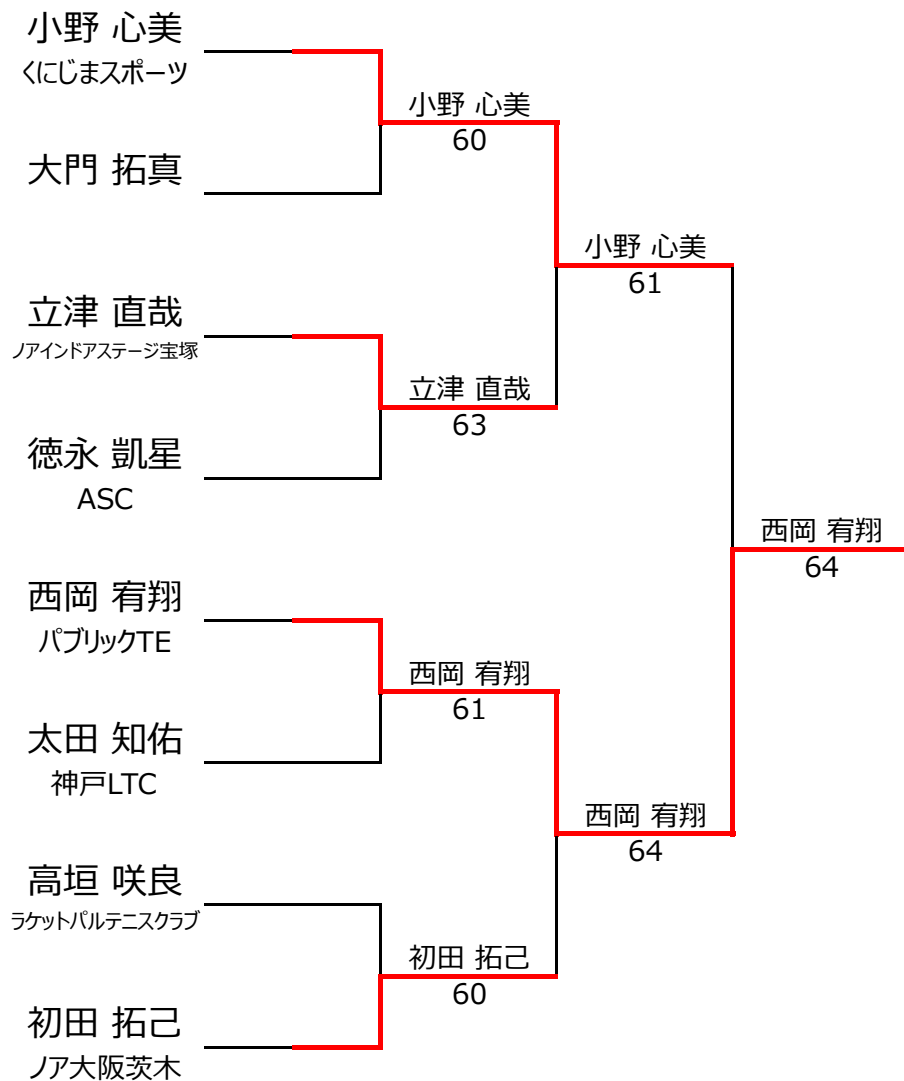 小野 心美
くにじまスポーツ
大門 拓真
立津 直哉
ノアインドアステージ宝塚
徳永 凱星
ASC
西岡 宥翔
パブリックTE
太田 知佑
神戸LTC
高垣 咲良
ラケットパルテニスクラブ
初田 拓己
ノア大阪茨木
小野 心美
60
立津 直哉
63
西岡 宥翔
61
初田 拓己
60
小野 心美
61
西岡 宥翔
64
西岡 宥翔
64